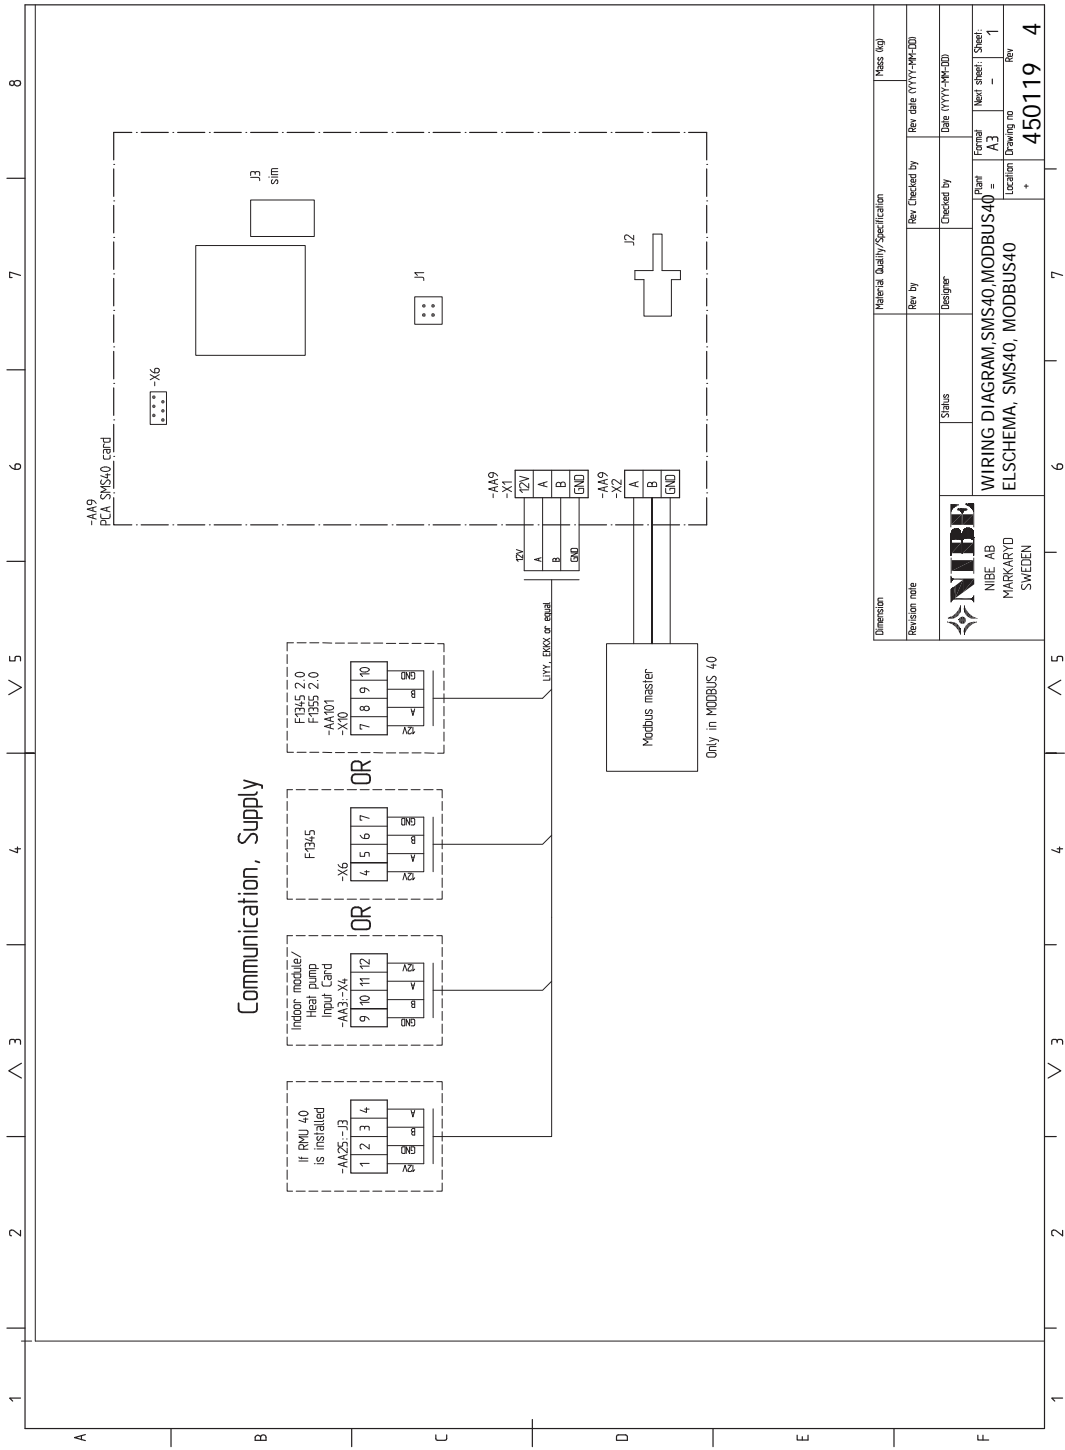 1
2
3
4
5
6
7
8
A
B
C
D
E
F
Communication, Supply
If RMU 40
is installed
-AA25:-J3
1 2 3 4
12V GND B A
Indoor module/
Heat pump
Input Card
-AA3:-X4
9 10 11 12
GND B A 12V
OR
F1345
-X6
4 5 6 7
12V A B GND
OR
F1345 2.0
F1355 2.0
-AA101
-X10
7 8 9 10
12V A B GND
LiYY, EKKX or equal
12V
A
B
GND
-AA9
PCA SMS40 card
-X6
J3
sim
J1
J2
-AA9
-X1
12V
A
B
GND
-AA9
-X2
A
B
GND
Modbus master
Only in MODBUS 40
Dimension
Material Quality/Specification
Mass (kg)
Revision note
Rev by
Rev Checked by
Rev date (YYYY-MM-DD)
Status
Designer
Checked by
Date (YYYY-MM-DD)
NIBE
NIBE AB
MARKARYD
SWEDEN
WIRING DIAGRAM,SMS40,MODBUS40
ELSCHEMA, SMS40, MODBUS40
Plant
=
Format
A3
Next sheet:
-
Sheet:
1
Location
+
Drawing no
450119
Rev
4
1
2
3
4
5
6
7